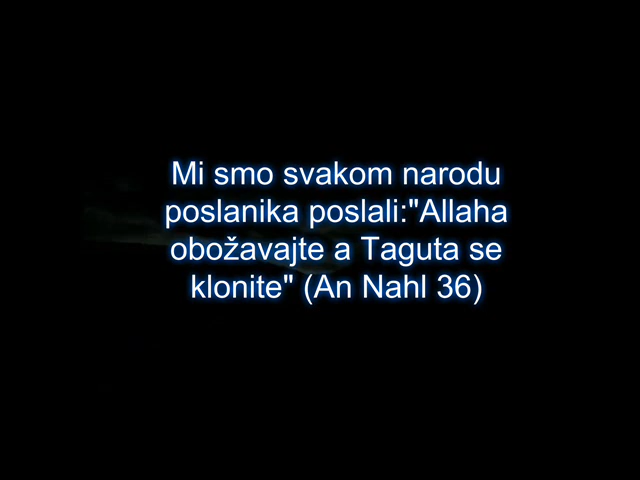 Mi smo svakom narodu
poslanika poslali:"Allaha
obožavajte a Taguta se
klonite" (An Nahl 36)